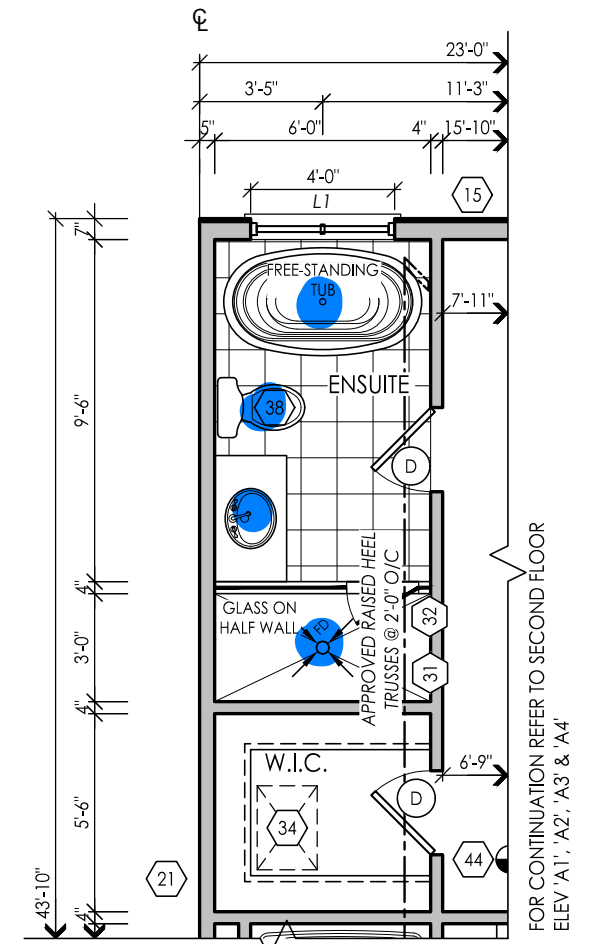 ℄
23'-0"
3'-5"
11'-3"
5"
6'-0"
4"
15'-10"
4'-0"
L1
15
7"
FREE-STANDING
TUB
7'-11"
ENSUITE
38
9'-6"
D
APPROVED RAISED HEEL
TRUSSES @ 2'-0" O/C
4"
GLASS ON
HALF WALL
FD
32
3'-0"
31
4"
W.I.C.
6'-9"
D
5'-6"
34
44
21
43'-10"
4"
FOR CONTINUATION REFER TO SECOND FLOOR
ELEV 'A1', 'A2', 'A3' & 'A4'